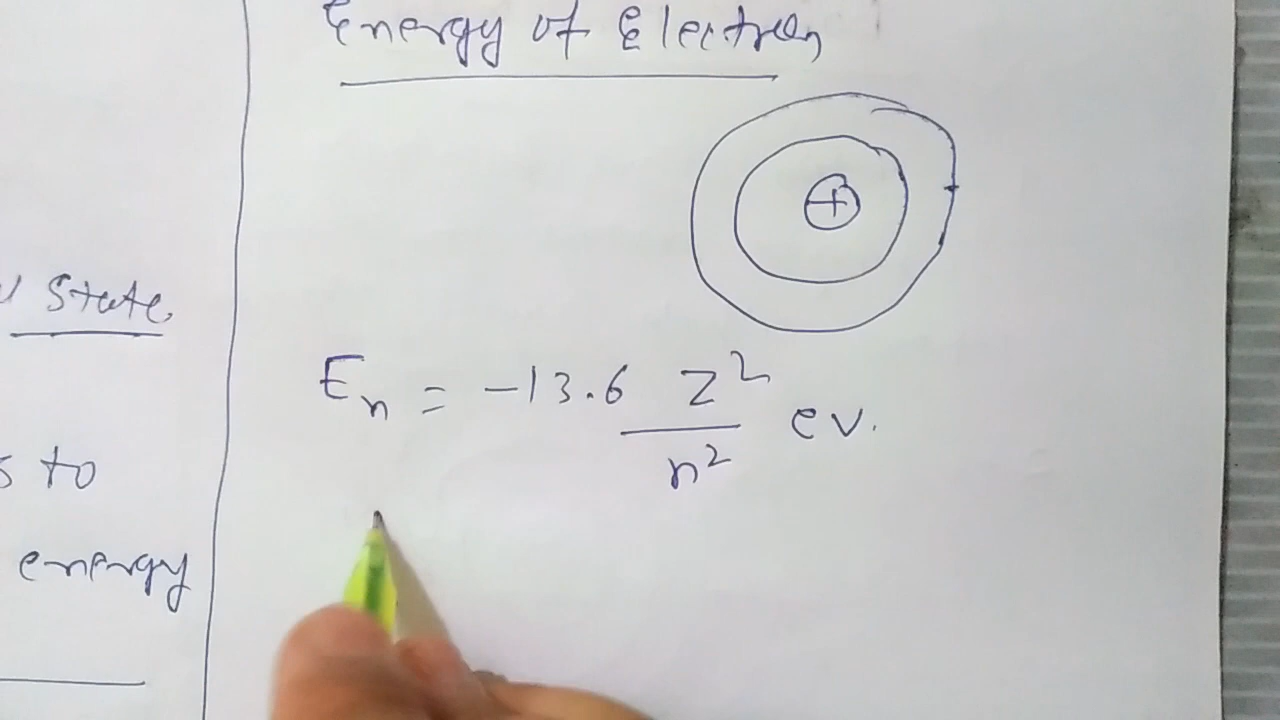 Energy of Electron
State
to
energy
+
En = -13.6 Z²/n² ev.